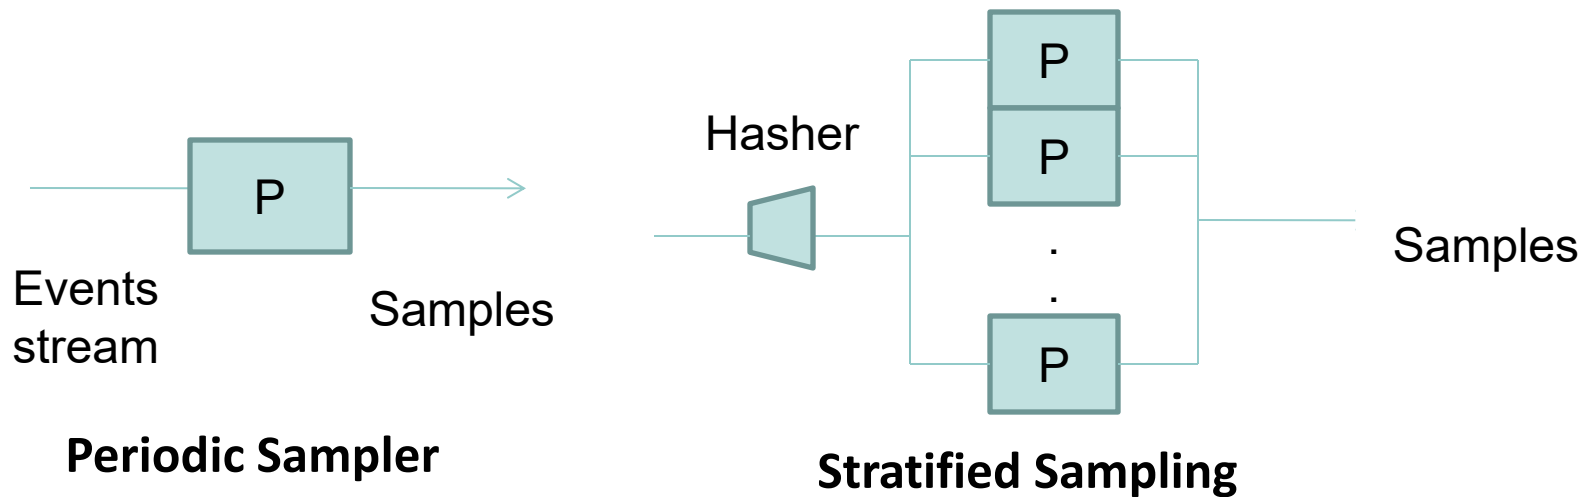 P
Events
stream
Samples
Periodic Sampler
Hasher
P
P
.
.
P
Samples
Stratified Sampling